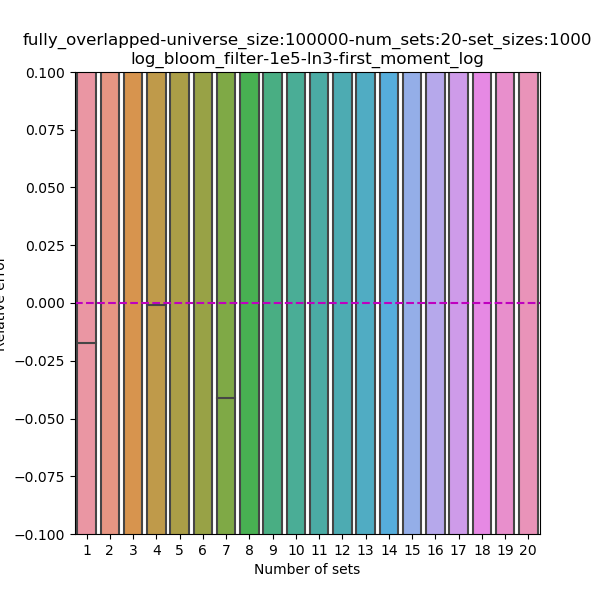 fully_overlapped-universe_size:100000-num_sets:20-set_sizes:1000
log_bloom_filter-1e5-ln3-first_moment_log
0.100
0.075
0.050
0.025
0.000
−0.025
−0.050
−0.075
−0.100
Relative error
1 2 3 4 5 6 7 8 9 10 11 12 13 14 15 16 17 18 19 20
Number of sets